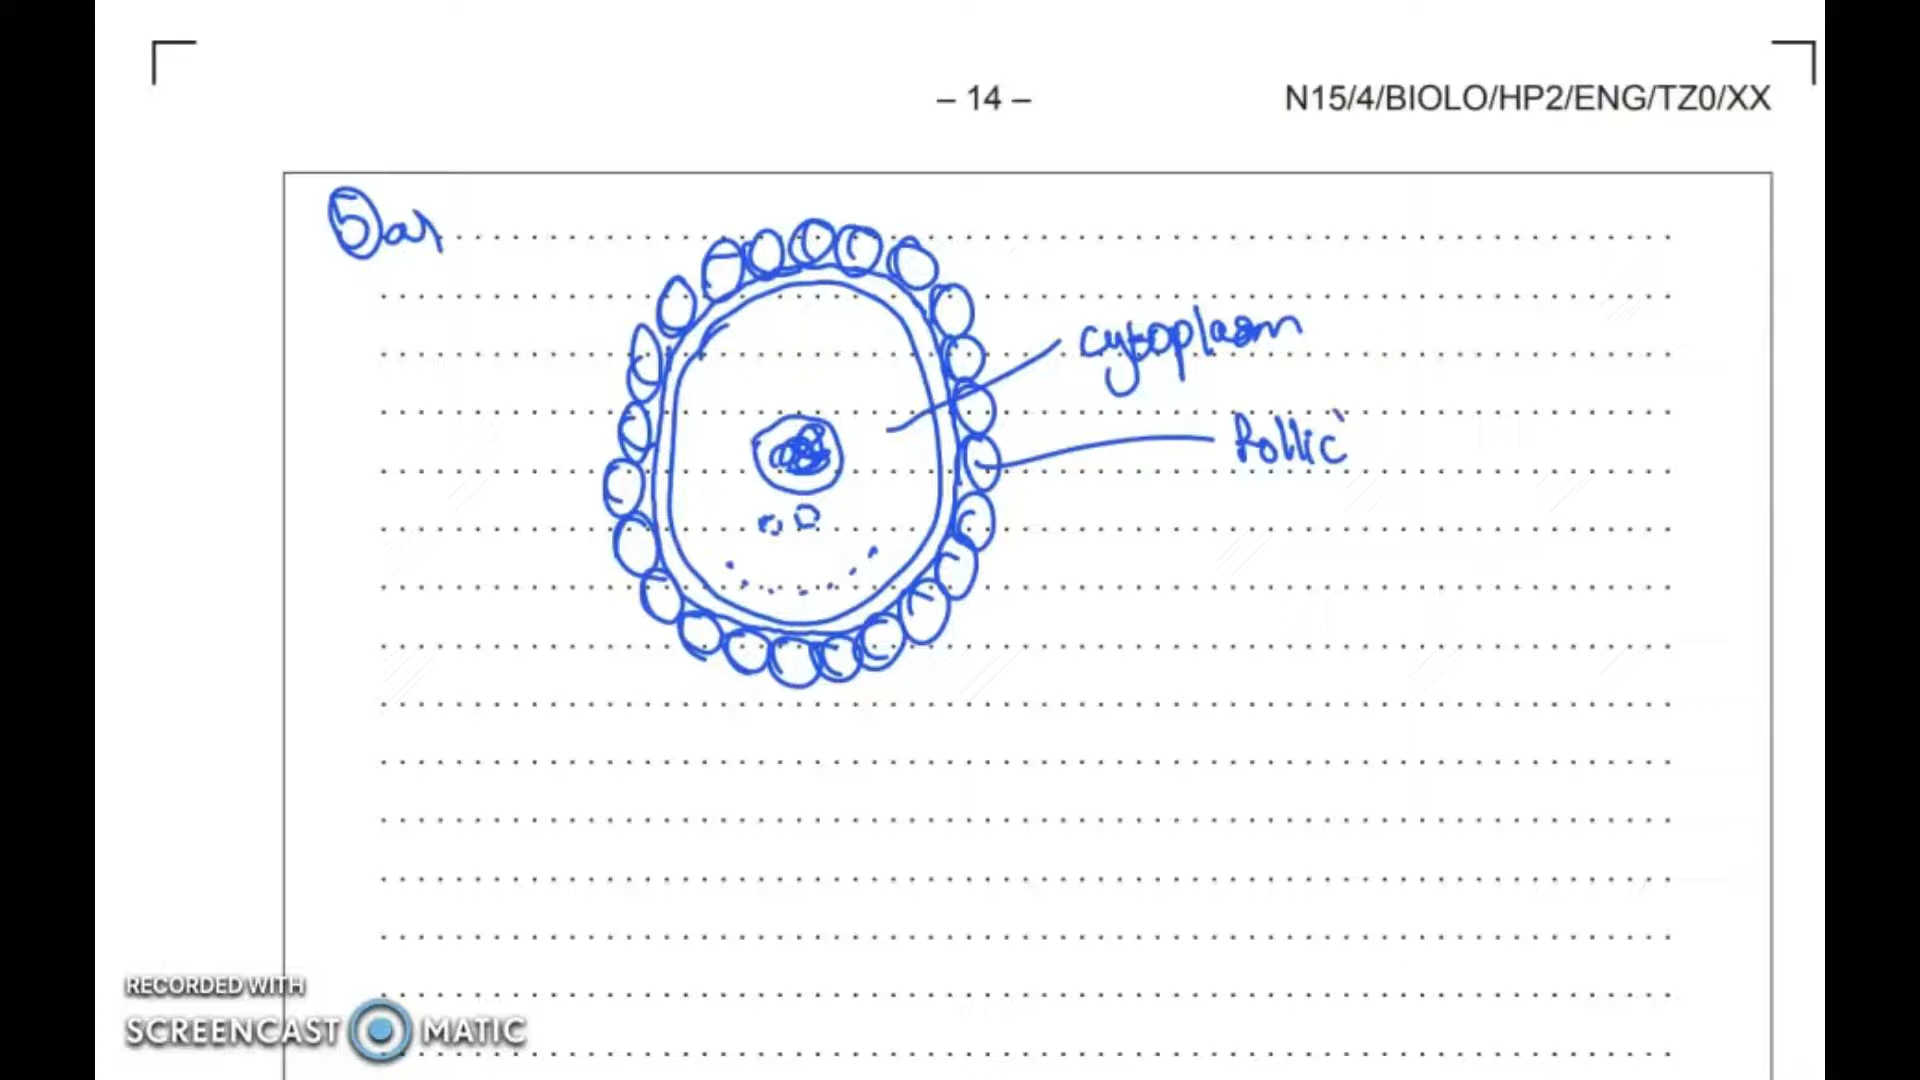 – 14 –
N15/4/BIOLO/HP2/ENG/TZ0/XX
5a)
cytoplasm
follic
RECORDED WITH
SCREENCAST MATIC